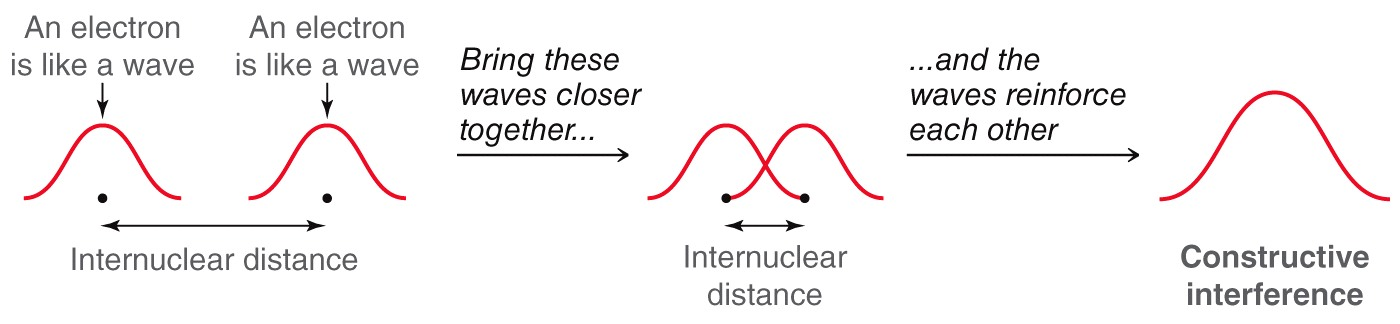 An electron
is like a wave
An electron
is like a wave
Internuclear distance
Bring these
waves closer
together...
Internuclear
distance
...and the
waves reinforce
each other
Constructive
interference